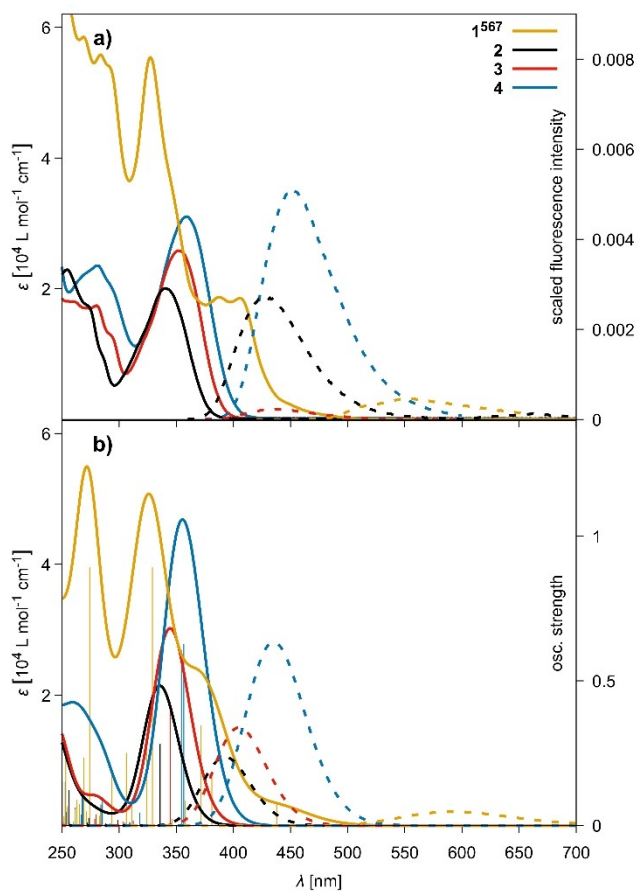 a)
1⁵⁶⁷
2
3
4
6
4
2
ε [10⁴ L mol⁻¹ cm⁻¹]
0.008
0.006
0.004
0.002
0
scaled fluorescence intensity
b)
6
4
2
ε [10⁴ L mol⁻¹ cm⁻¹]
1
0.5
0
osc. strength
250 300 350 400 450 500 550 600 650 700
λ [nm]